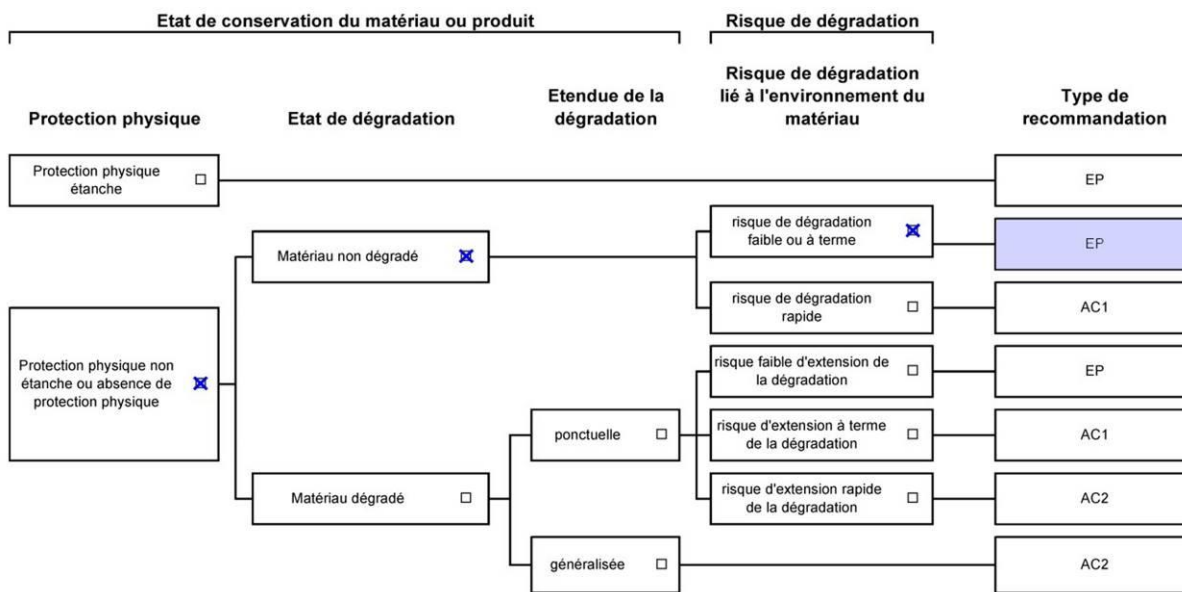 Etat de conservation du matériau ou produit
Risque de dégradation
Protection physique
Etat de dégradation
Etendue de la
dégradation
Risque de dégradation
lié à l'environnement du
matériau
Type de
recommandation
Protection physique
étanche
EP
Protection physique non
étanche ou absence de
protection physique
Matériau non dégradé
risque de dégradation
faible ou à terme
EP
risque de dégradation
rapide
AC1
Matériau dégradé
ponctuelle
risque faible d'extension de
la dégradation
EP
risque d'extension à terme
de la dégradation
AC1
risque d'extension rapide
de la dégradation
AC2
généralisée
AC2